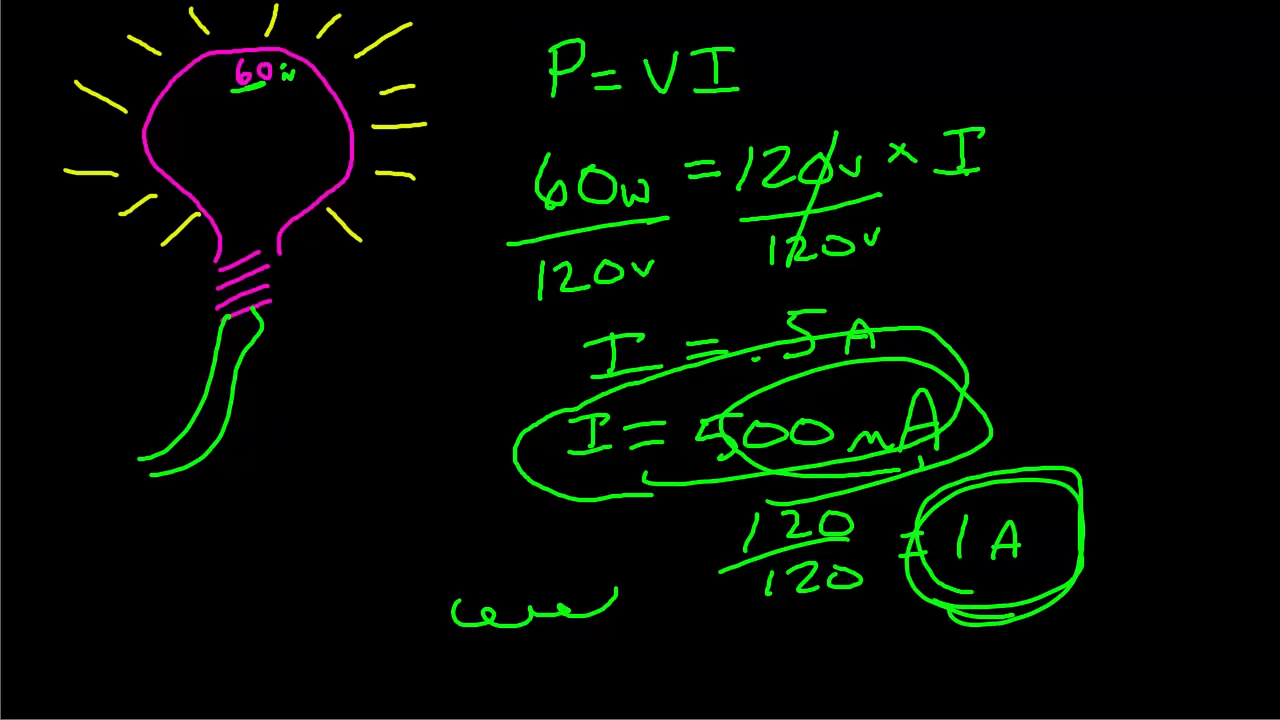 60w
P = VI
60w = 120v × I
120v 120v
I = .5A
I = 500mA
120
120 = 1A